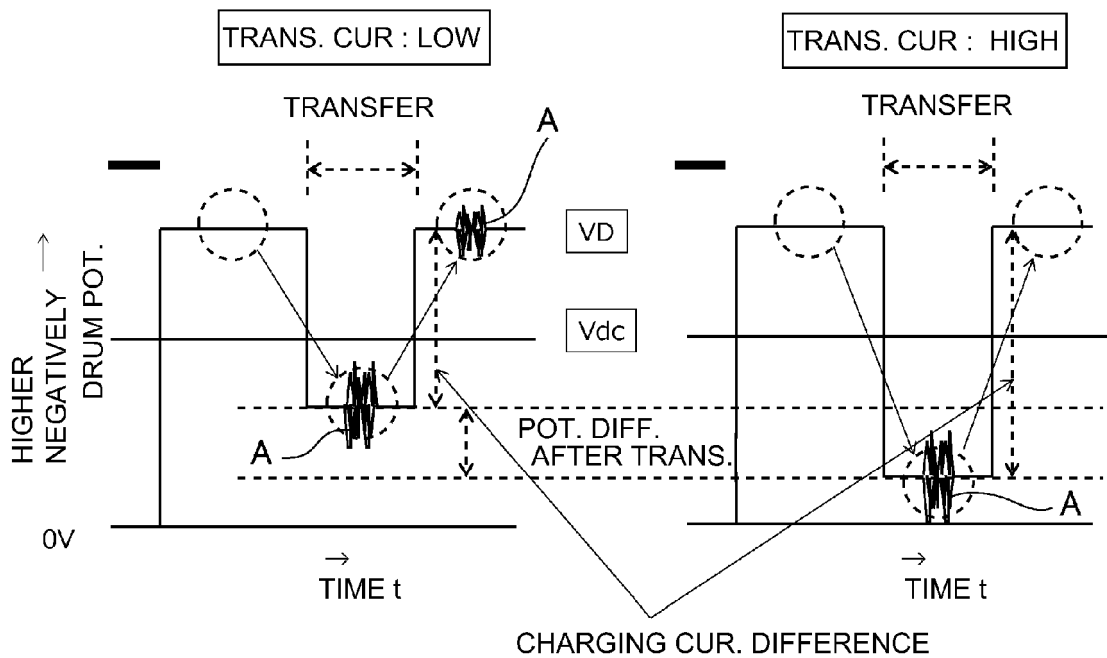 TRANS. CUR : LOW
TRANS. CUR : HIGH
TRANSFER
TRANSFER
A
VD
Vdc
HIGHER
NEGATIVELY
DRUM POT.
A
POT. DIFF.
AFTER TRANS.
A
0V
TIME t
TIME t
CHARGING CUR. DIFFERENCE